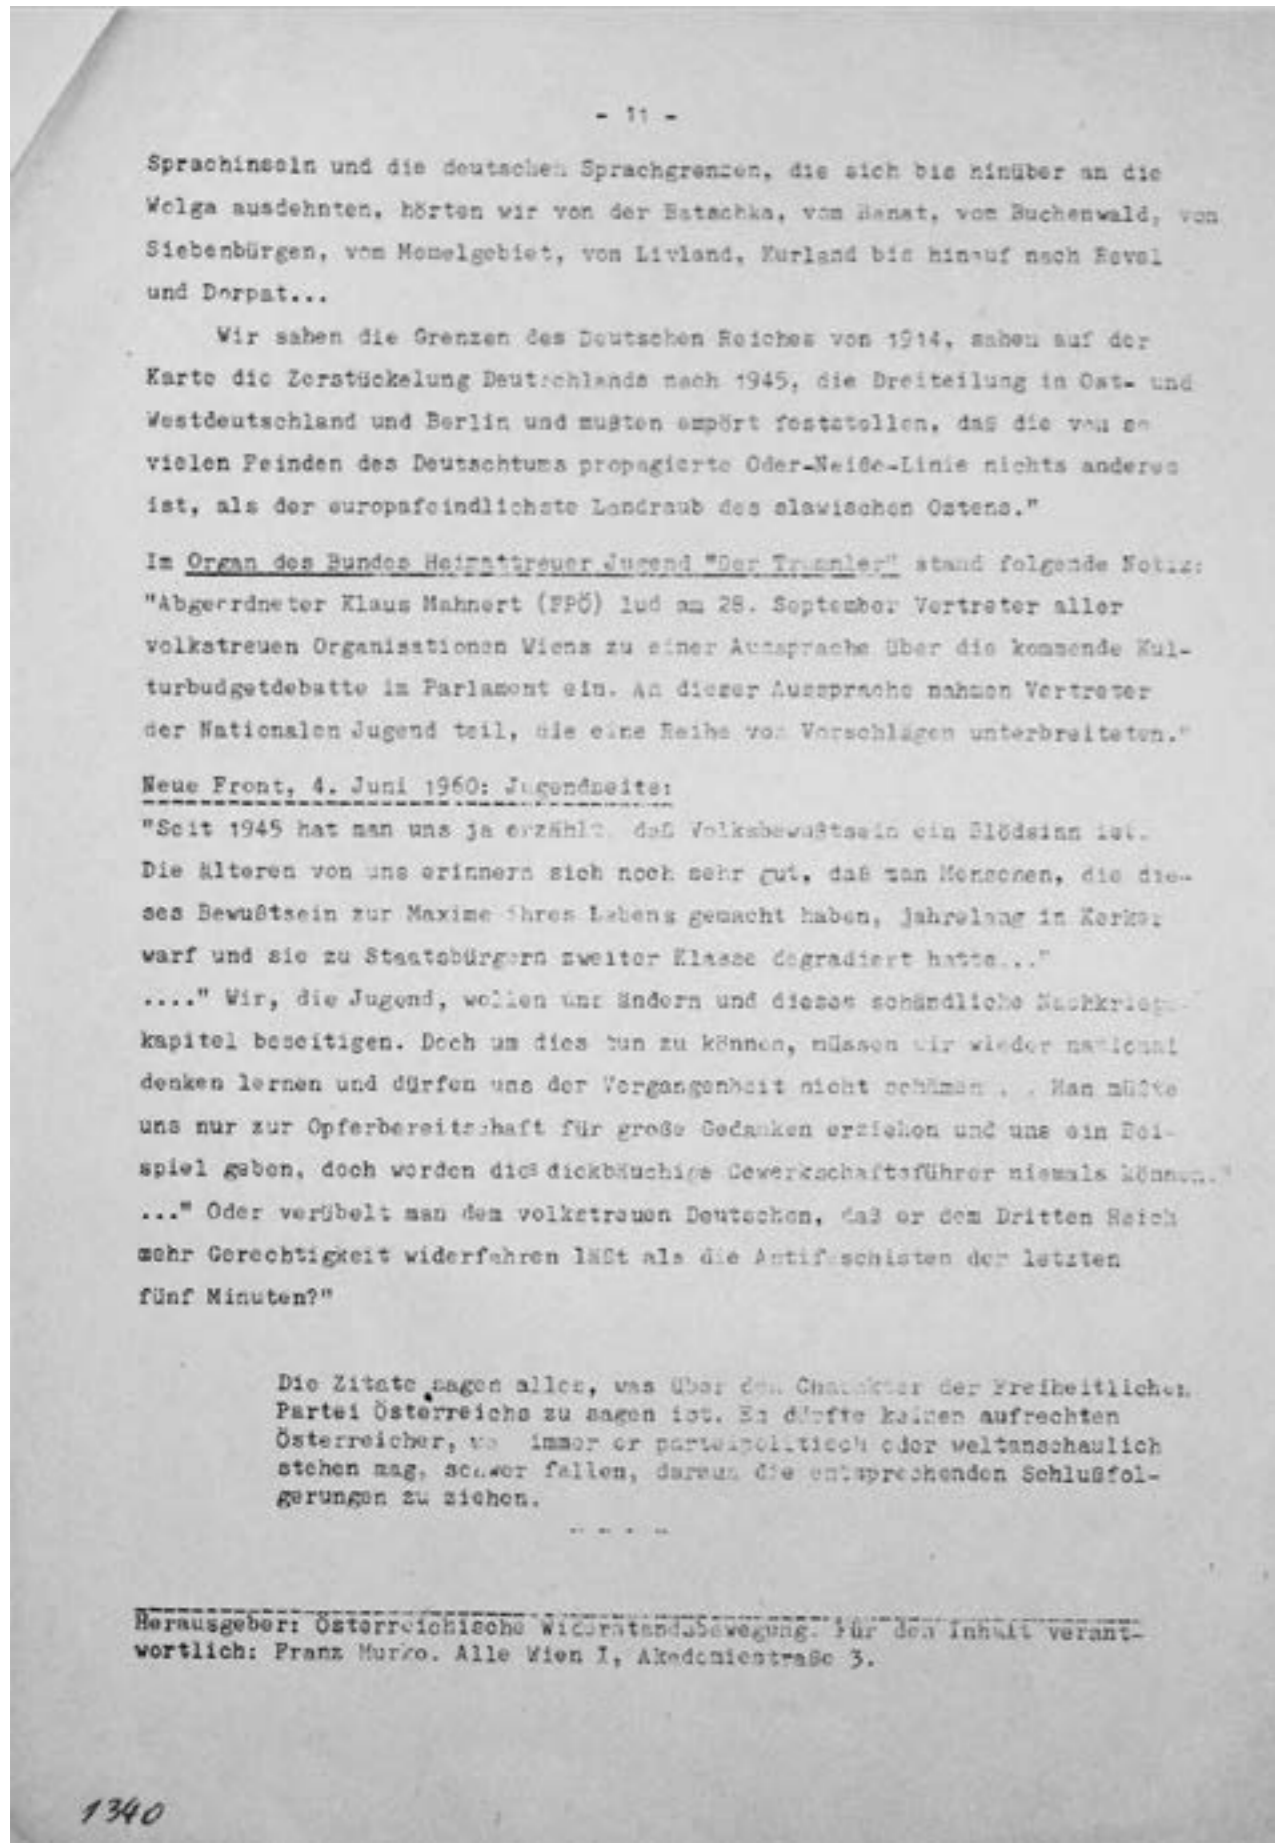 - 11 -
Sprachinseln und die deutschen Sprachgrenzen, die sich bis hinüber an die
Wolga ausdehnten, hörten wir von der Batschka, vom Banat, vom Buchenwald, von
Siebenbürgen, vom Memelgebiet, von Livland, Kurland bis hinauf nach Reval
und Dorpat...
Wir sahen die Grenzen des Deutschen Reiches von 1914, sahen auf der
Karte die Zerstückelung Deutschlands nach 1945, die Dreiteilung in Ost- und
Westdeutschland und Berlin und mußten empört feststellen, daß die von so
vielen Feinden des Deutschtums propagierte Oder-Neiße-Linie nichts anderes
ist, als der europafeindlichste Landraub des slawischen Ostens."
Im Organ des Bundes Heimattreuer Jugend "Der Trommler" stand folgende Notiz:
"Abgeordneter Klaus Mahnert (FPÖ) lud am 28. September Vertreter aller
volkstreuen Organisationen Wiens zu einer Aussprache über die kommende Kul-
turbudgetdebatte im Parlament ein. An dieser Aussprache nahmen Vertreter
der Nationalen Jugend teil, die eine Reihe von Vorschlägen unterbreiteten."
Neue Front, 4. Juni 1960: Jugendseite:
"Seit 1945 hat man uns ja erzählt, daß Volksbewußtsein ein Blödsinn ist.
Die älteren von uns erinnern sich noch sehr gut, daß man Menschen, die die-
ses Bewußtsein zur Maxime ihres Lebens gemacht haben, jahrelang in Kerker
warf und sie zu Staatsbürgern zweiter Klasse degradiert hatte..."
...." Wir, die Jugend, wollen uns ändern und dieses schändliche Nachkriegs-
kapitel beseitigen. Doch um dies tun zu können, müssen wir wieder national
denken lernen und dürfen uns der Vergangenheit nicht schämen . . Man müßte
uns nur zur Opferbereitschaft für große Gedanken erziehen und uns ein Bei-
spiel geben, doch werden dies dickbäuchige Gewerkschaftsführer niemals können."
..." Oder verübelt man dem volkstreuen Deutschen, daß er dem Dritten Reich
mehr Gerechtigkeit widerfahren läßt als die Antifaschisten der letzten
fünf Minuten?"
Die Zitate sagen alles, was über den Charakter der Freiheitlichen
Partei Österreichs zu sagen ist. Es dürfte keinem aufrechten
Österreicher, wo immer er parteipolitisch oder weltanschaulich
stehen mag, schwer fallen, daraus die entsprechenden Schlußfol-
gerungen zu ziehen.
- - - -
Herausgeber: Österreichische Widerstandsbewegung. Für den Inhalt verant-
wortlich: Franz Murko. Alle Wien I, Akademiestraße 3.
1340